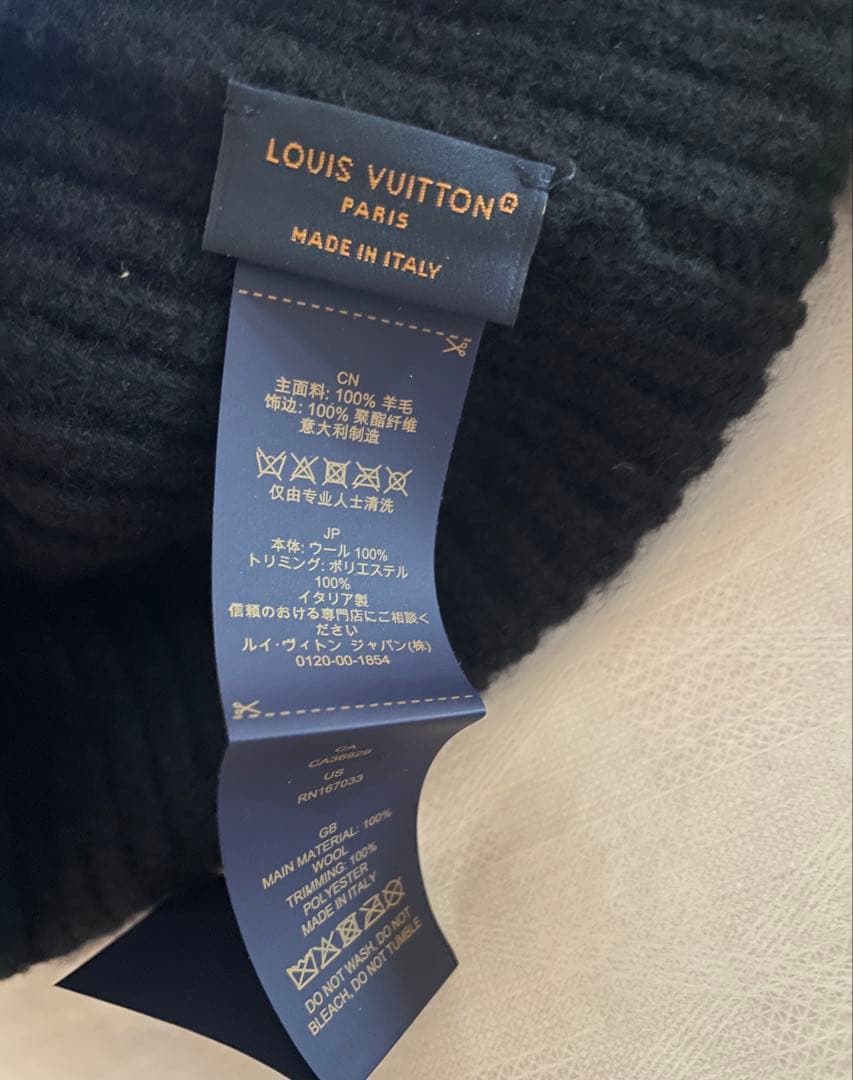 LOUIS VUITTON®
PARIS
MADE IN ITALY
CN
主面料: 100% 羊毛
饰边: 100% 聚酯纤维
意大利制造
仅由专业人士清洗
JP
本体: ウール 100%
トリミング: ポリエステル
100%
イタリア製
信頼のおける専門店にご相談く
ださい
ルイ·ヴィトン ジャパン(株)
0120-00-1854
CA
CA36929
US
RN167033
GB
MAIN MATERIAL: 100%
WOOL
TRIMMING: 100%
POLYESTER
MADE IN ITALY
DO NOT WASH, DO NOT
BLEACH, DO NOT TUMBLE